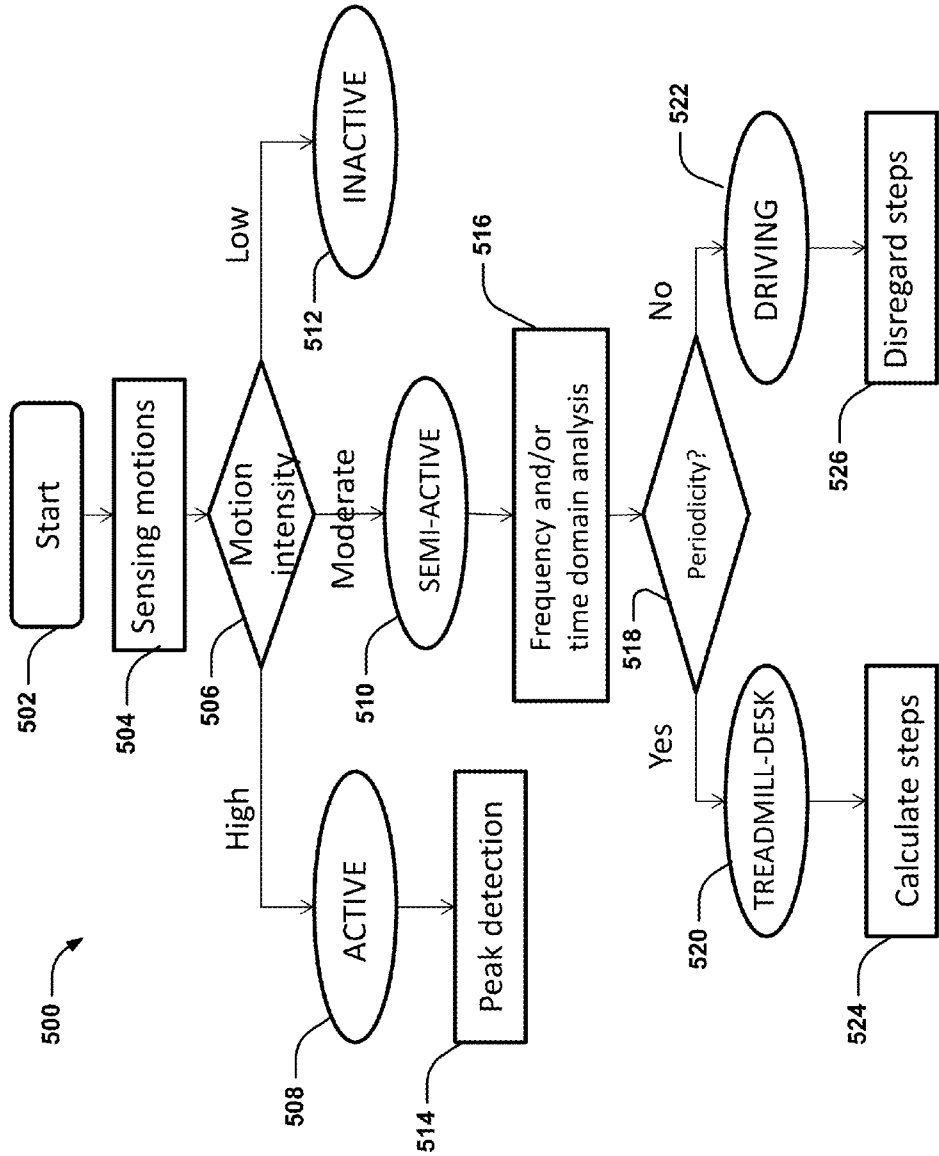 500
Start
502
Sensing motions
504
Motion
intensity
506
High
Moderate
Low
ACTIVE
508
SEMI-ACTIVE
510
INACTIVE
512
Peak detection
514
Frequency and/or
time domain analysis
516
Periodicity?
518
Yes
No
TREADMILL-DESK
520
DRIVING
522
Calculate steps
524
Disregard steps
526